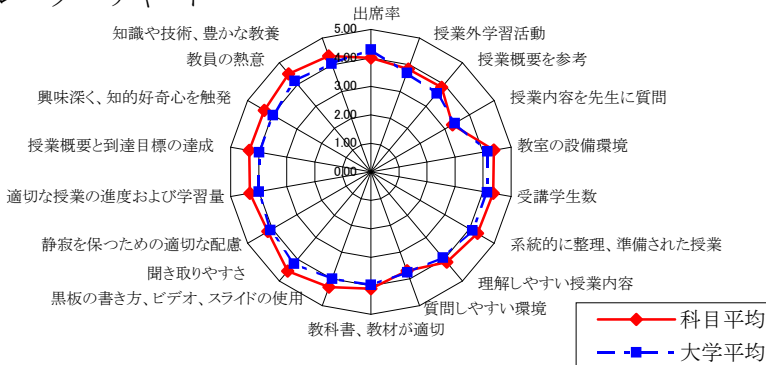 出席率
授業外学習活動
授業概要を参考
授業内容を先生に質問
教室の設備環境
受講学生数
系統的に整理、準備された授業
理解しやすい授業内容
質問しやすい環境
教科書、教材が適切
黒板の書き方、ビデオ、スライドの使用
聞き取りやすさ
静寂を保つための適切な配慮
適切な授業の進度および学習量
授業概要と到達目標の達成
興味深く、知的好奇心を触発
教員の熱意
知識や技術、豊かな教養
5.00
4.00
3.00
2.00
1.00
0.00
科目平均
大学平均